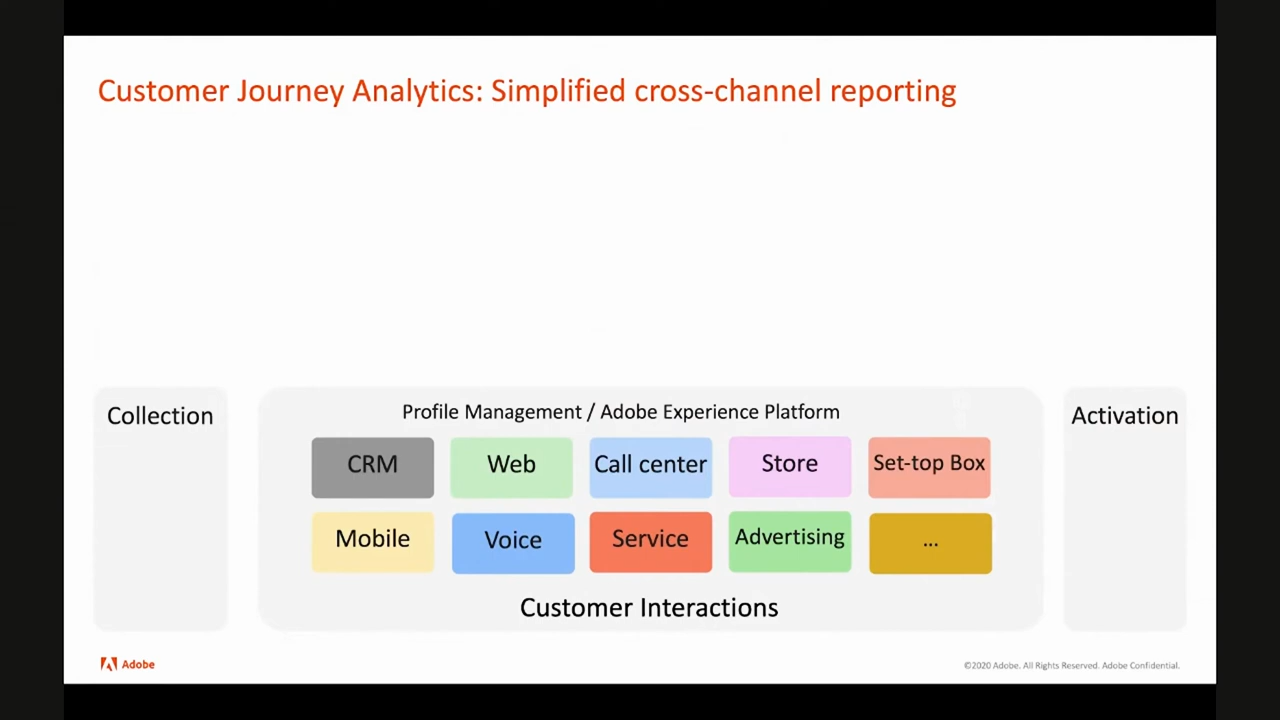 Customer Journey Analytics: Simplified cross-channel reporting
Collection
Profile Management / Adobe Experience Platform
Activation
CRM
Web
Call center
Store
Set-top Box
Mobile
Voice
Service
Advertising
...
Customer Interactions
Adobe
©2020 Adobe. All Rights Reserved. Adobe Confidential.